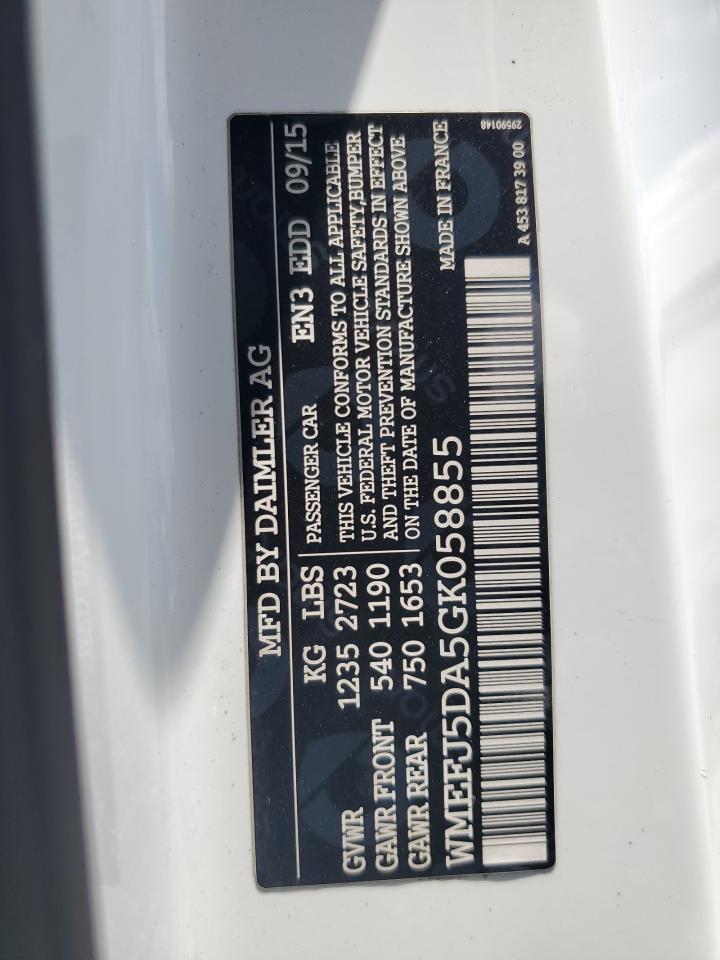 MFD BY DAIMLER AG
KG LBS PASSENGER CAR EN3 EDD 09/15
GVWR 1235 2723
GAWR FRONT 540 1190
GAWR REAR 750 1653
THIS VEHICLE CONFORMS TO ALL APPLICABLE
U.S. FEDERAL MOTOR VEHICLE SAFETY,BUMPER
AND THEFT PREVENTION STANDARDS IN EFFECT
ON THE DATE OF MANUFACTURE SHOWN ABOVE
WMEFJ5DA5GK058855 MADE IN FRANCE
29590148
A 453 817 39 00